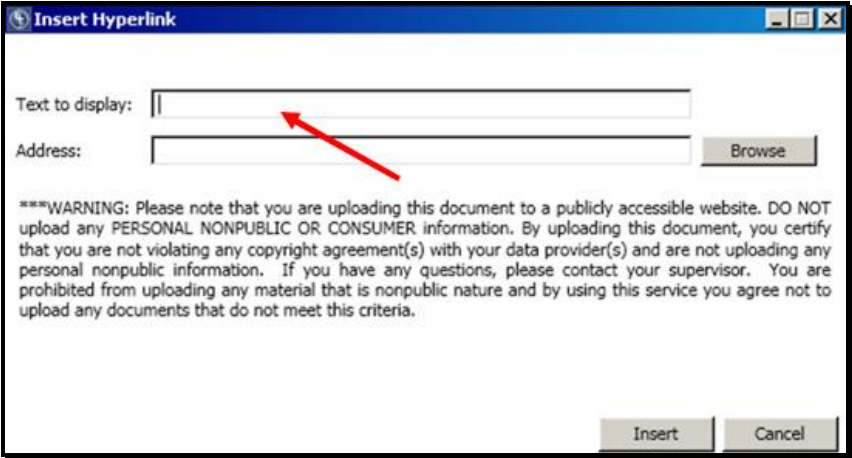 Insert Hyperlink
Text to display:
Address:
Browse
***WARNING: Please note that you are uploading this document to a publicly accessible website. DO NOT
upload any PERSONAL NONPUBLIC OR CONSUMER information. By uploading this document, you certify
that you are not violating any copyright agreement(s) with your data provider(s) and are not uploading any
personal nonpublic information. If you have any questions, please contact your supervisor. You are
prohibited from uploading any material that is nonpublic nature and by using this service you agree not to
upload any documents that do not meet this criteria.
Insert
Cancel